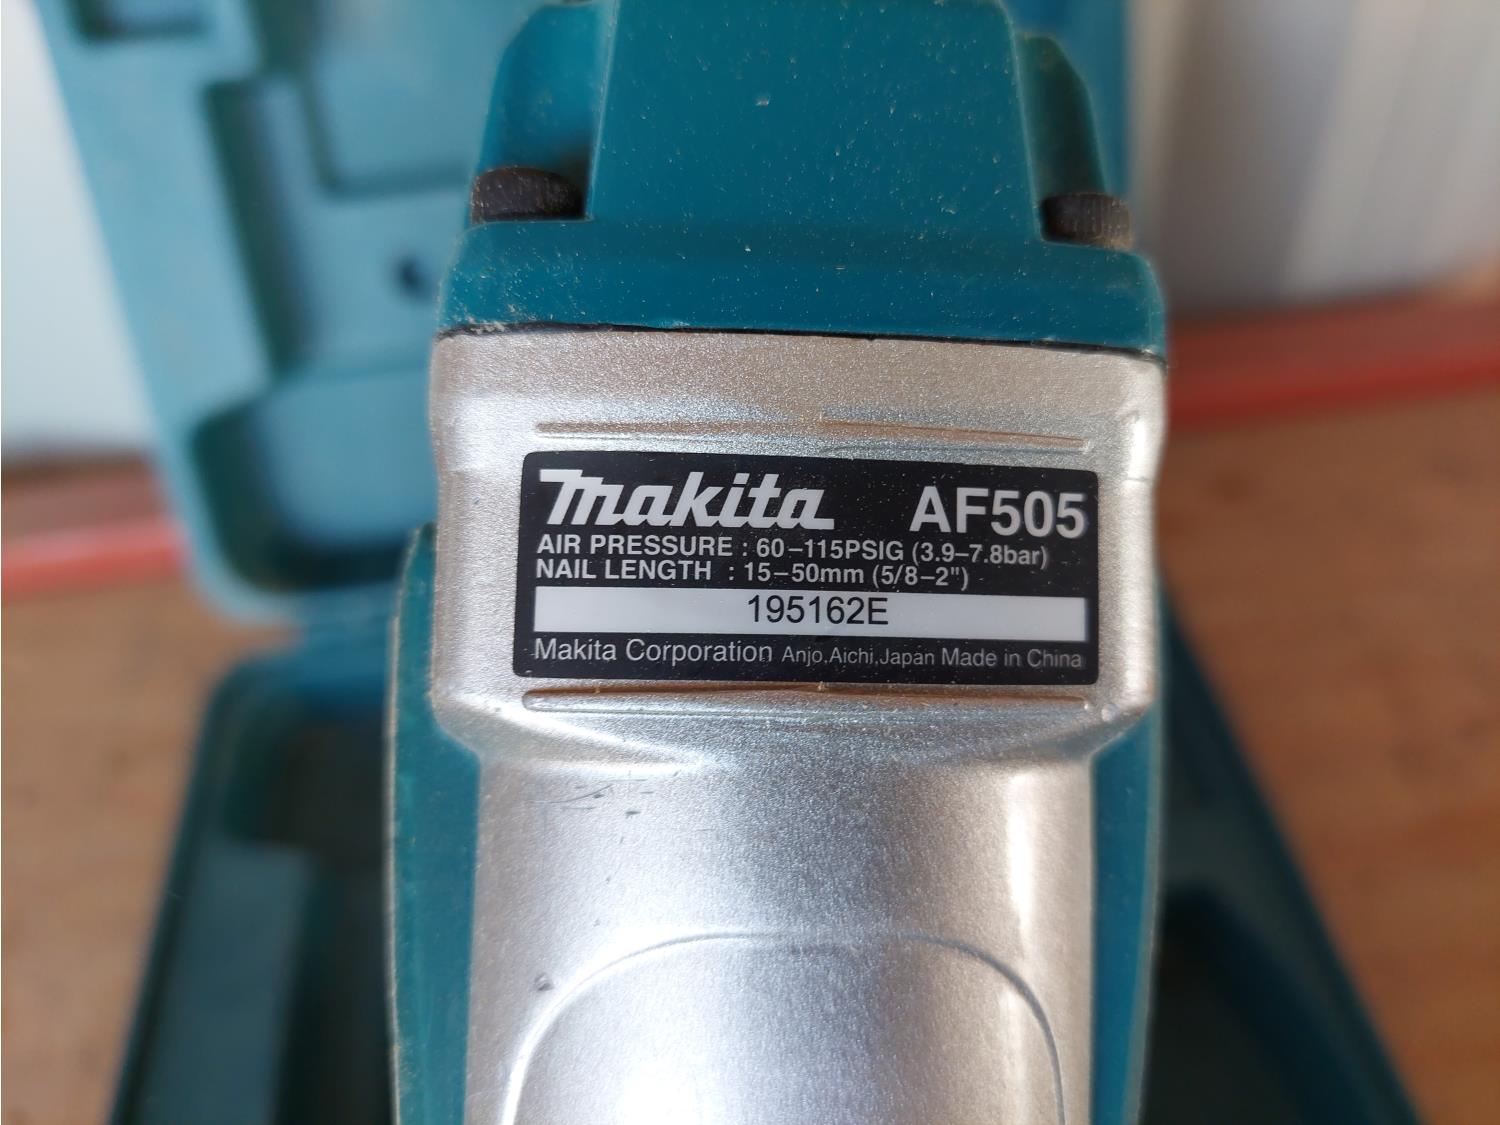 makita AF505
AIR PRESSURE : 60-115PSIG (3.9-7.8bar)
NAIL LENGTH : 15-50mm (5/8-2")
195162E
Makita Corporation Anjo,Aichi,Japan Made in China